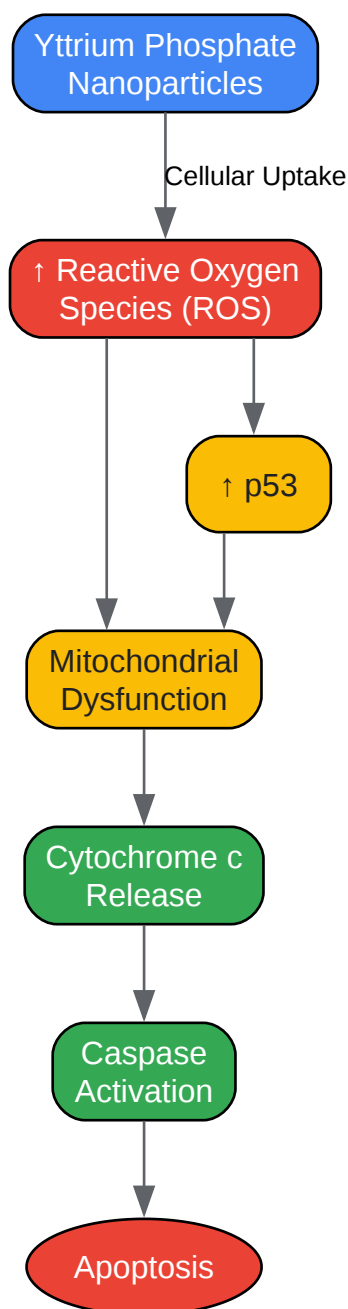 Yttrium Phosphate
Nanoparticles
Cellular Uptake
↑ Reactive Oxygen
Species (ROS)
↑ p53
Mitochondrial
Dysfunction
Cytochrome c
Release
Caspase
Activation
Apoptosis